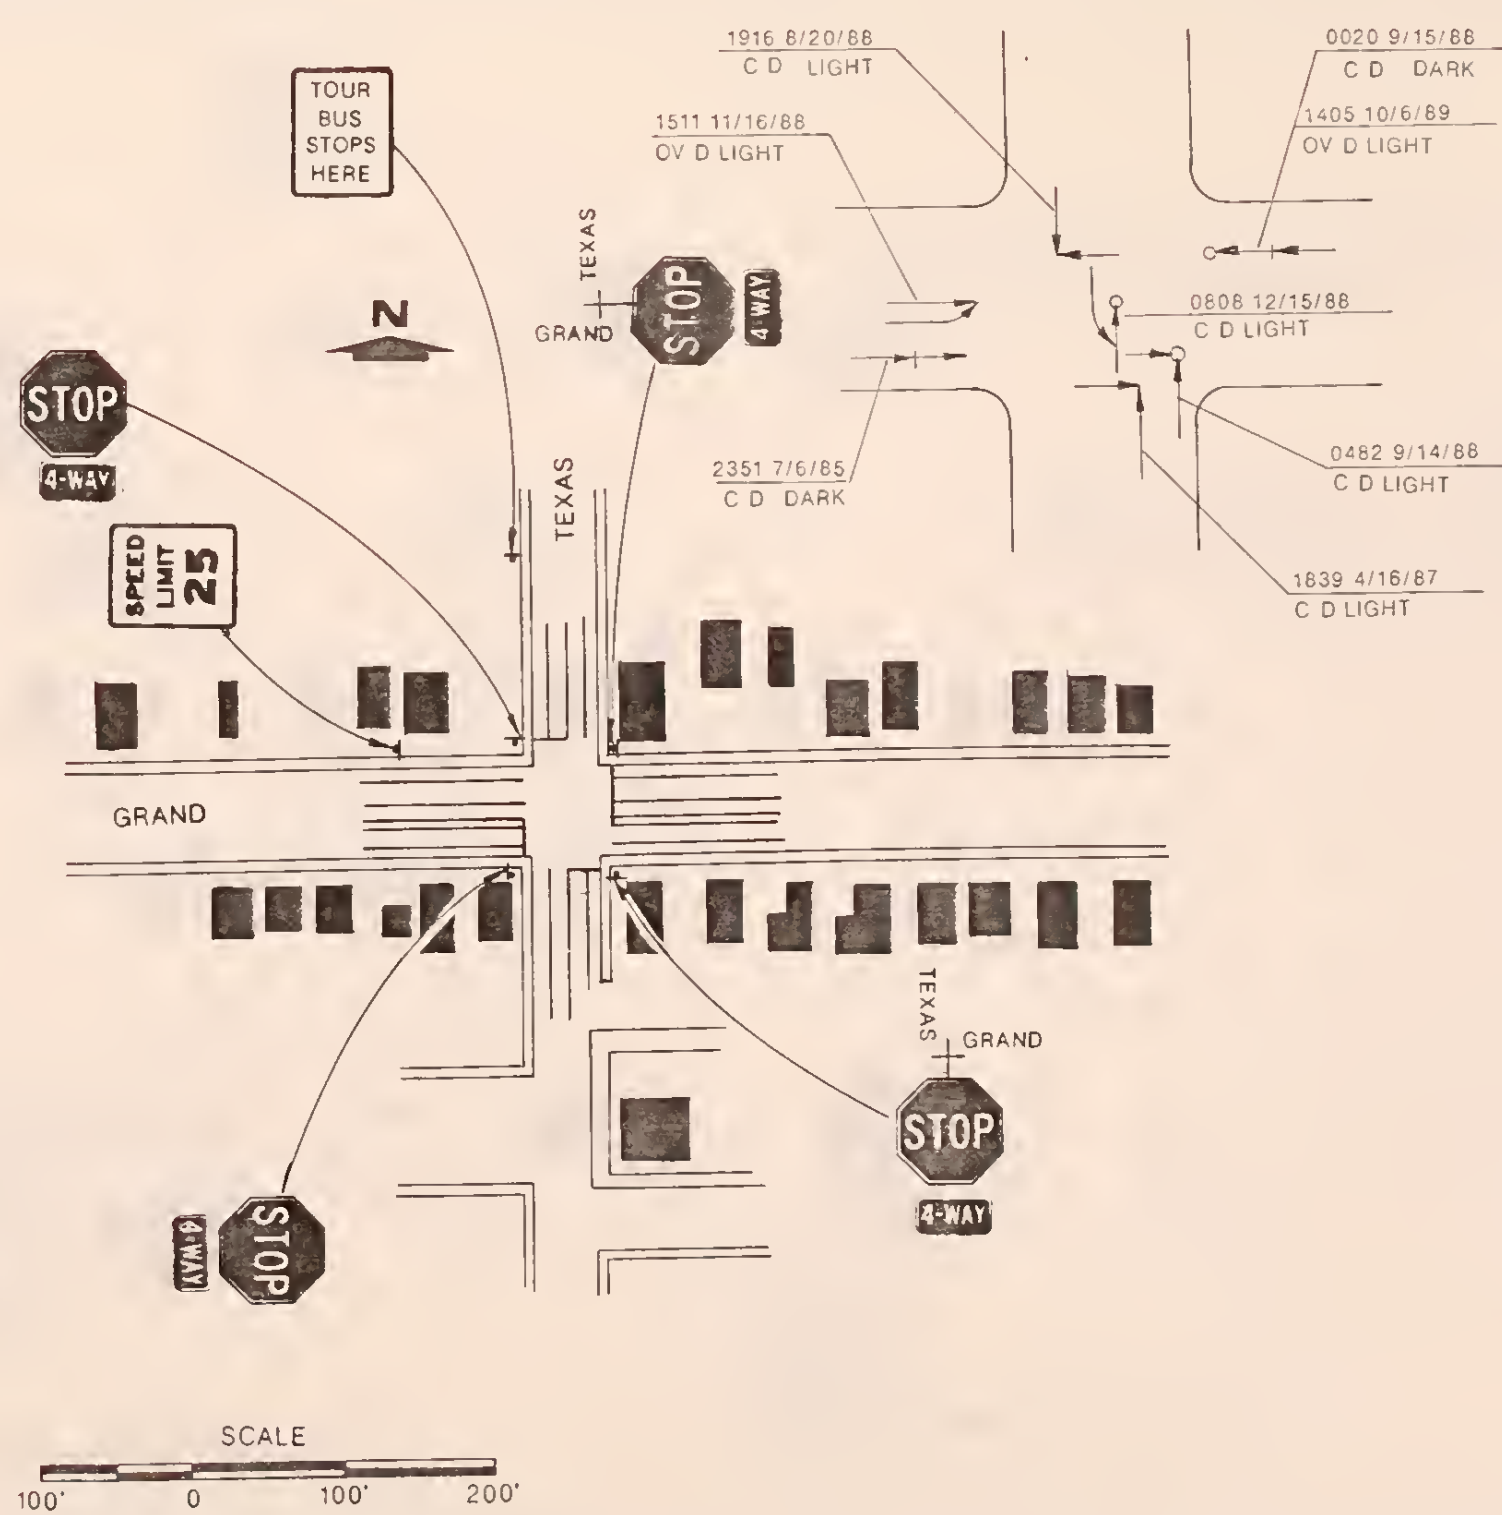 1916 8/20/88
C D LIGHT
0020 9/15/88
C D DARK
TOUR
BUS
STOPS
HERE
1511 11/16/88
OV D LIGHT
1405 10/6/89
OV D LIGHT
TEXAS
GRAND
STOP
4-WAY
N
0808 12/15/88
C D LIGHT
STOP
4-WAY
2351 7/6/85
C D DARK
0482 9/14/88
C D LIGHT
TEXAS
SPEED
LIMIT
25
1839 4/16/87
C D LIGHT
GRAND
TEXAS
GRAND
STOP
4-WAY
STOP
4-WAY
SCALE
100' 0 100' 200'